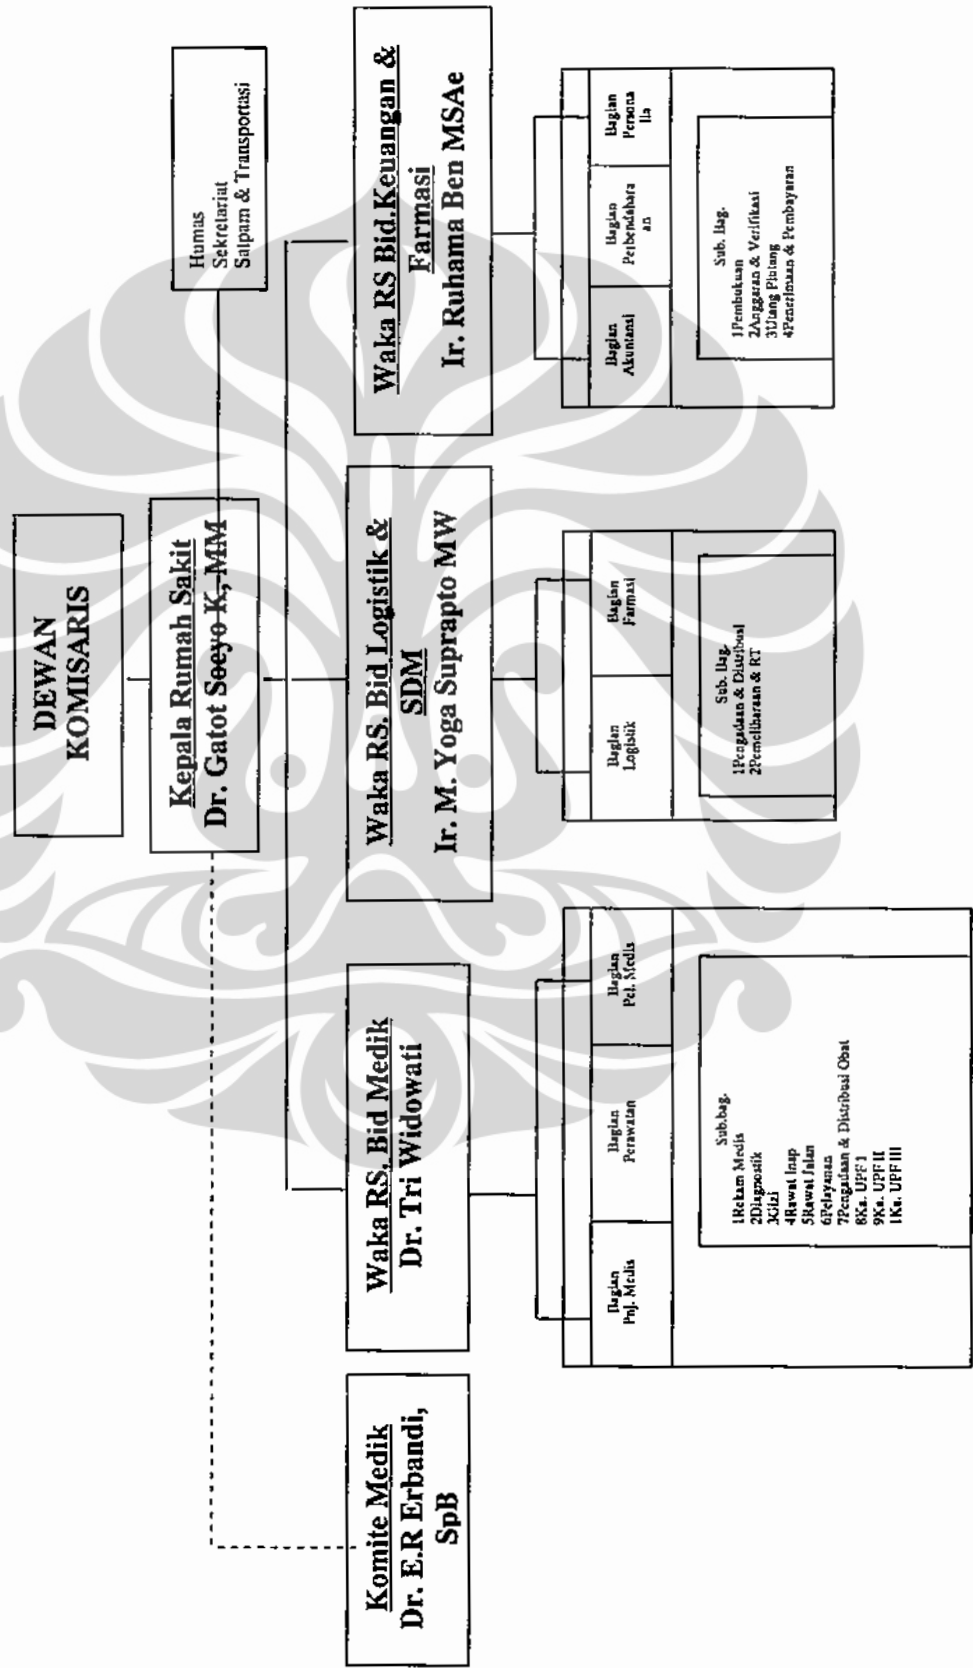 DEWAN
KOMISARIS
Kepala Rumah Sakit
Dr. Gatot Soeyo K, MM
Humas
Sekretariat
Satpam & Transportasi
Komite Medik
Dr. E.R Erbandi,
SpB
Waka RS, Bid Medik
Dr. Tri Widowati
Waka RS. Bid Logistik &
SDM
Ir. M. Yoga Suprapto MW
Waka RS Bid.Keuangan &
Farmasi
Ir. Ruhama Ben MSAe
Bagian
Pnj. Medis
Bagian
Perawatan
Bagian
Pel. Medis
Sub.bag.
1Rekam Medis
2Diagnostik
3Gizi
4Rawat Inap
5Rawat Jalan
6Pelayanan
7Pengadaan & Distribusi Obat
8Ka. UPF I
9Ka. UPF II
1Ka. UPF III
Bagian
Logistik
Bagian
Farmasi
Sub. Bag.
1Pengadaan & Distribusi
2Pemeliharaan & RT
Bagian
Akuntansi
Bagian
Perbendahara
an
Bagian
Persona
lia
Sub. Bag.
1Pembukuan
2Anggaran & Verifikasi
3Utang Piutang
4Penerimaan & Pembayaran